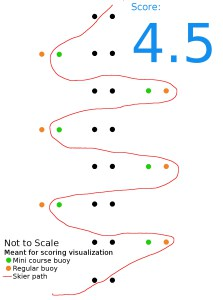 Score:
4.5
Not to Scale
Meant for scoring visualization
Mini course buoy
Regular buoy
Skier path